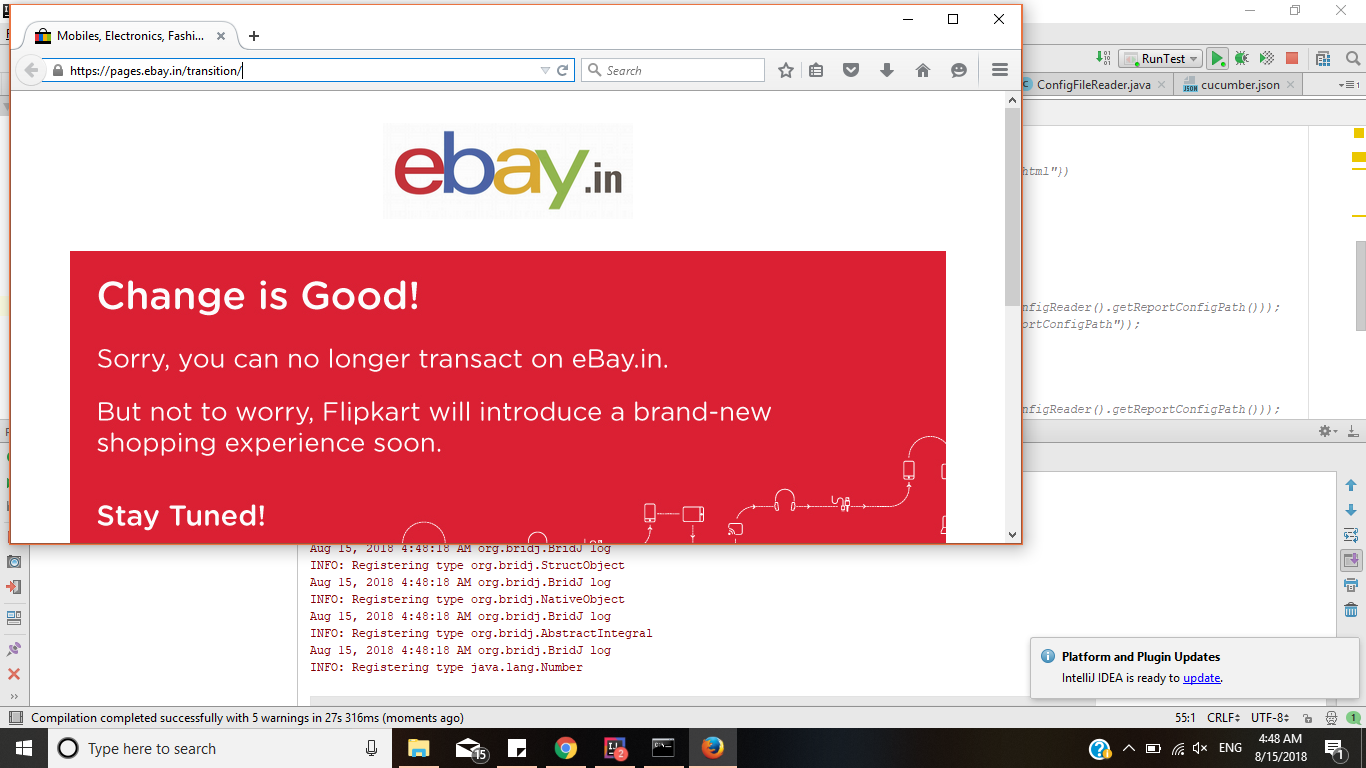 Mobiles, Electronics, Fashi...
https://pages.ebay.in/transition/
Search
ebay.in
Change is Good!
Sorry, you can no longer transact on eBay.in.
But not to worry, Flipkart will introduce a brand-new
shopping experience soon.
Stay Tuned!
RunTest
ConfigFileReader.java
cucumber.json
html"})
nfigReader().getReportConfigPath()));
ortConfigPath"));
nfigReader().getReportConfigPath()));
Aug 15, 2018 4:48:18 AM org.bridj.BridJ log
INFO: Registering type org.bridj.StructObject
Aug 15, 2018 4:48:18 AM org.bridj.BridJ log
INFO: Registering type org.bridj.NativeObject
Aug 15, 2018 4:48:18 AM org.bridj.BridJ log
INFO: Registering type org.bridj.AbstractIntegral
Aug 15, 2018 4:48:18 AM org.bridj.BridJ log
INFO: Registering type java.lang.Number
Platform and Plugin Updates
IntelliJ IDEA is ready to update.
Compilation completed successfully with 5 warnings in 27s 316ms (moments ago)
55:1 CRLF UTF-8 1
Type here to search
15
2
ENG
4:48 AM
8/15/2018
1